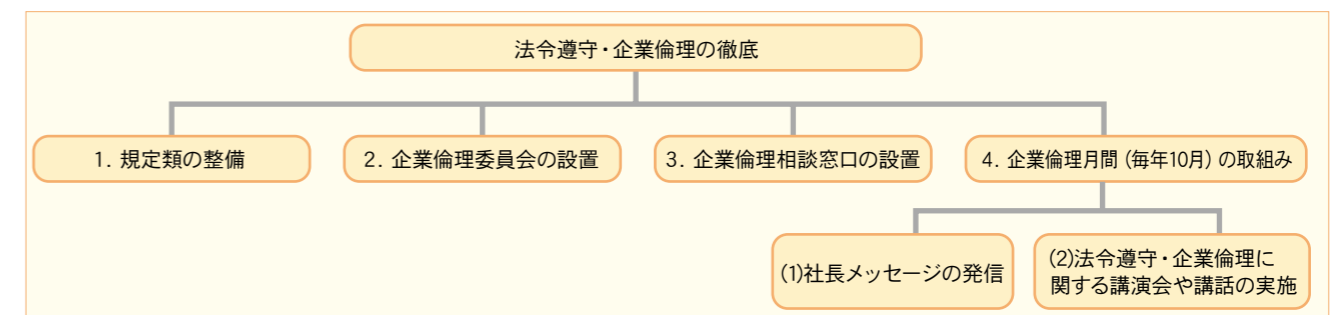 法令遵守・企業倫理の徹底
1. 規定類の整備
2. 企業倫理委員会の設置
3. 企業倫理相談窓口の設置
4. 企業倫理月間（毎年10月）の取組み
(1)社長メッセージの発信
(2)法令遵守・企業倫理に
関する講演会や講話の実施